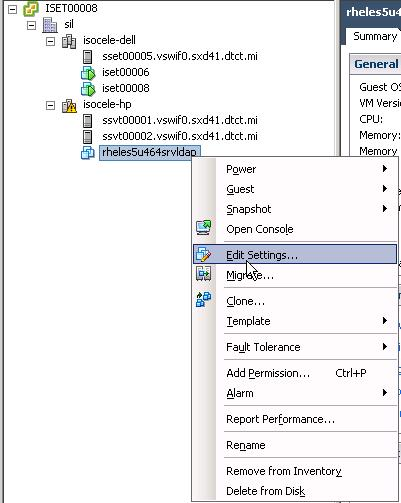 ISET00008
sil
isocele-dell
sset00005.vswif0.sxd41.dtct.mi
iset00006
iset00008
isocele-hp
ssvt00001.vswif0.sxd41.dtct.mi
ssvt00002.vswif0.sxd41.dtct.mi
rheles5u464srvldap
Power
Guest
Snapshot
Open Console
Edit Settings...
Migrate...
Clone...
Template
Fault Tolerance
Add Permission... Ctrl+P
Alarm
Report Performance...
Rename
Remove from Inventory
Delete from Disk
rheles5u4
Summary
General
Guest OS
VM Version
CPU:
Memory: